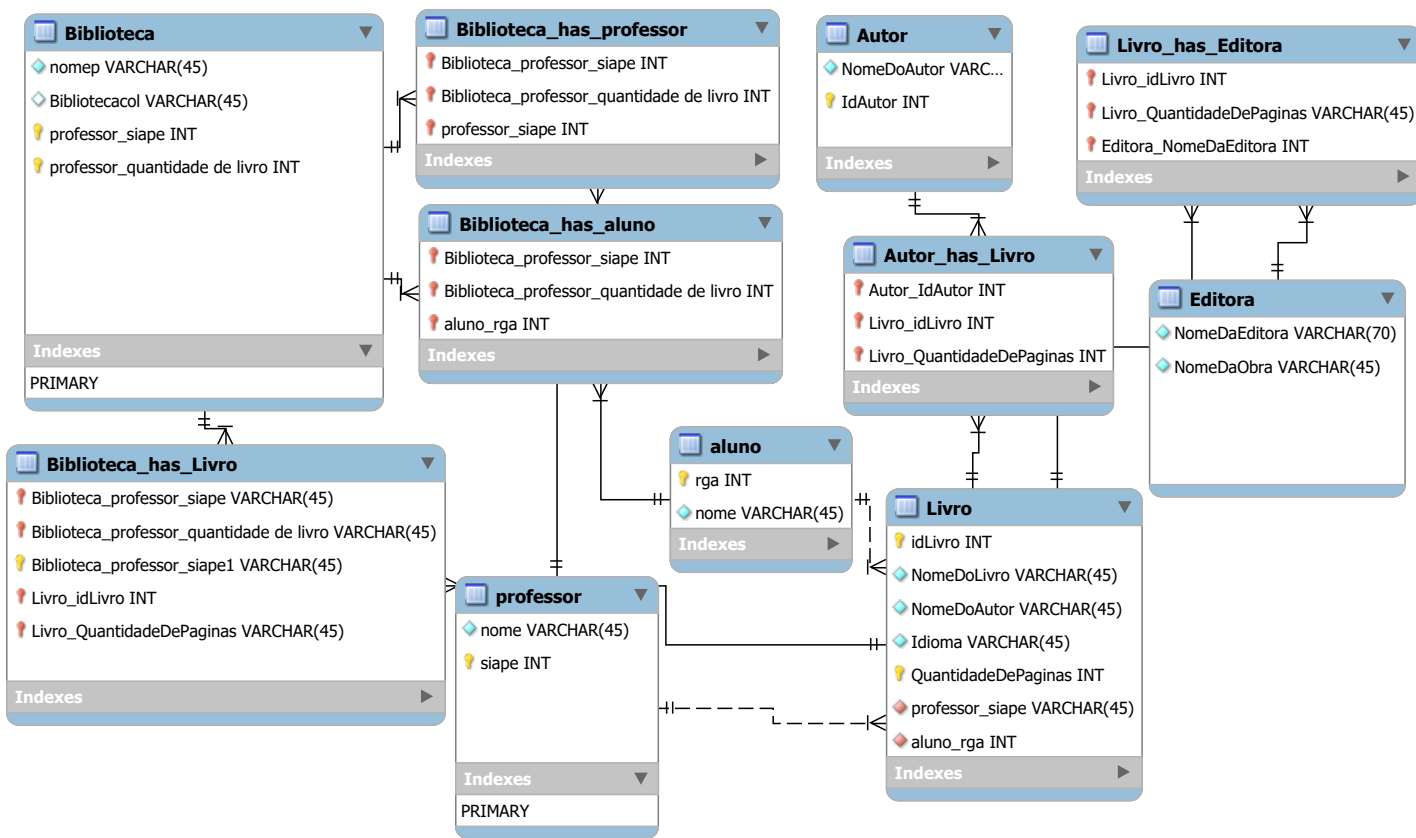 Biblioteca
nomep VARCHAR(45)
Bibliotecacol VARCHAR(45)
professor_siape INT
professor_quantidade de livro INT
Indexes
PRIMARY
Biblioteca_has_professor
Biblioteca_professor_siape INT
Biblioteca_professor_quantidade de livro INT
professor_siape INT
Indexes
Biblioteca_has_aluno
Biblioteca_professor_siape INT
Biblioteca_professor_quantidade de livro INT
aluno_rga INT
Indexes
Autor
NomeDoAutor VARC...
IdAutor INT
Indexes
Livro_has_Editora
Livro_idLivro INT
Livro_QuantidadeDePaginas VARCHAR(45)
Editora_NomeDaEditora INT
Indexes
Autor_has_Livro
Autor_IdAutor INT
Livro_idLivro INT
Livro_QuantidadeDePaginas INT
Indexes
Editora
NomeDaEditora VARCHAR(70)
NomeDaObra VARCHAR(45)
Indexes
Biblioteca_has_Livro
Biblioteca_professor_siape VARCHAR(45)
Biblioteca_professor_quantidade de livro VARCHAR(45)
Biblioteca_professor_siape1 VARCHAR(45)
Livro_idLivro INT
Livro_QuantidadeDePaginas VARCHAR(45)
Indexes
aluno
rga INT
nome VARCHAR(45)
Indexes
professor
nome VARCHAR(45)
siape INT
Indexes
PRIMARY
Livro
idLivro INT
NomeDoLivro VARCHAR(45)
NomeDoAutor VARCHAR(45)
Idioma VARCHAR(45)
QuantidadeDePaginas INT
professor_siape VARCHAR(45)
aluno_rga INT
Indexes